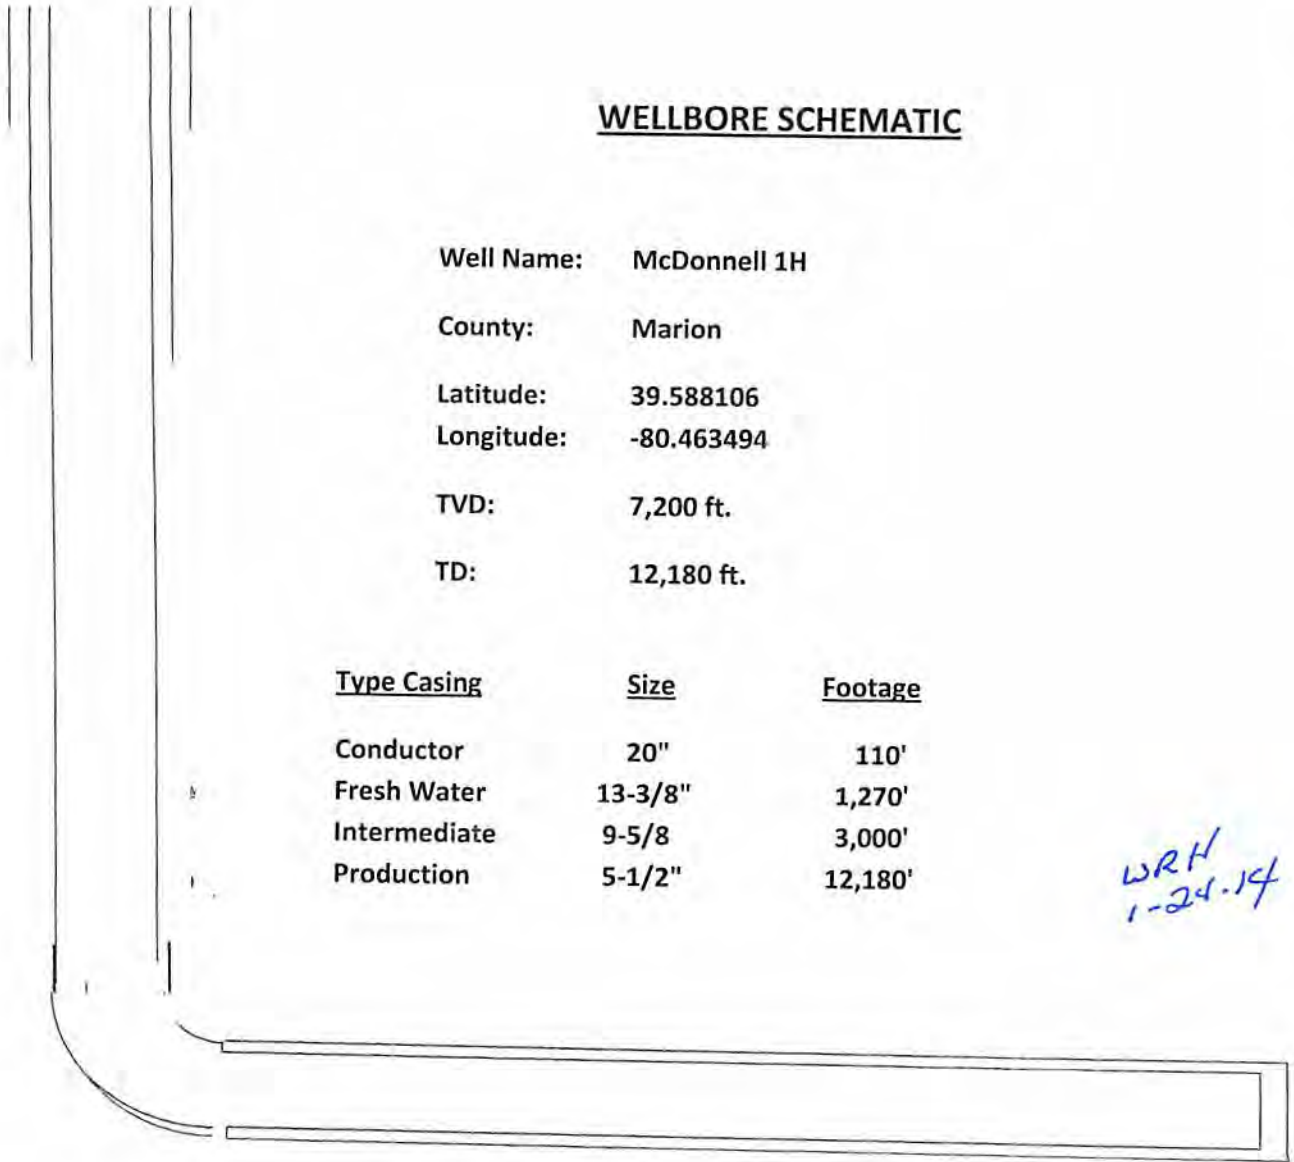 WELLBORE SCHEMATIC
Well Name: McDonnell 1H
County: Marion
Latitude: 39.588106
Longitude: -80.463494
TVD: 7,200 ft.
TD: 12,180 ft.
Type Casing Size Footage
Conductor 20" 110'
Fresh Water 13-3/8" 1,270'
Intermediate 9-5/8 3,000'
Production 5-1/2" 12,180'
WRH
1-24-14